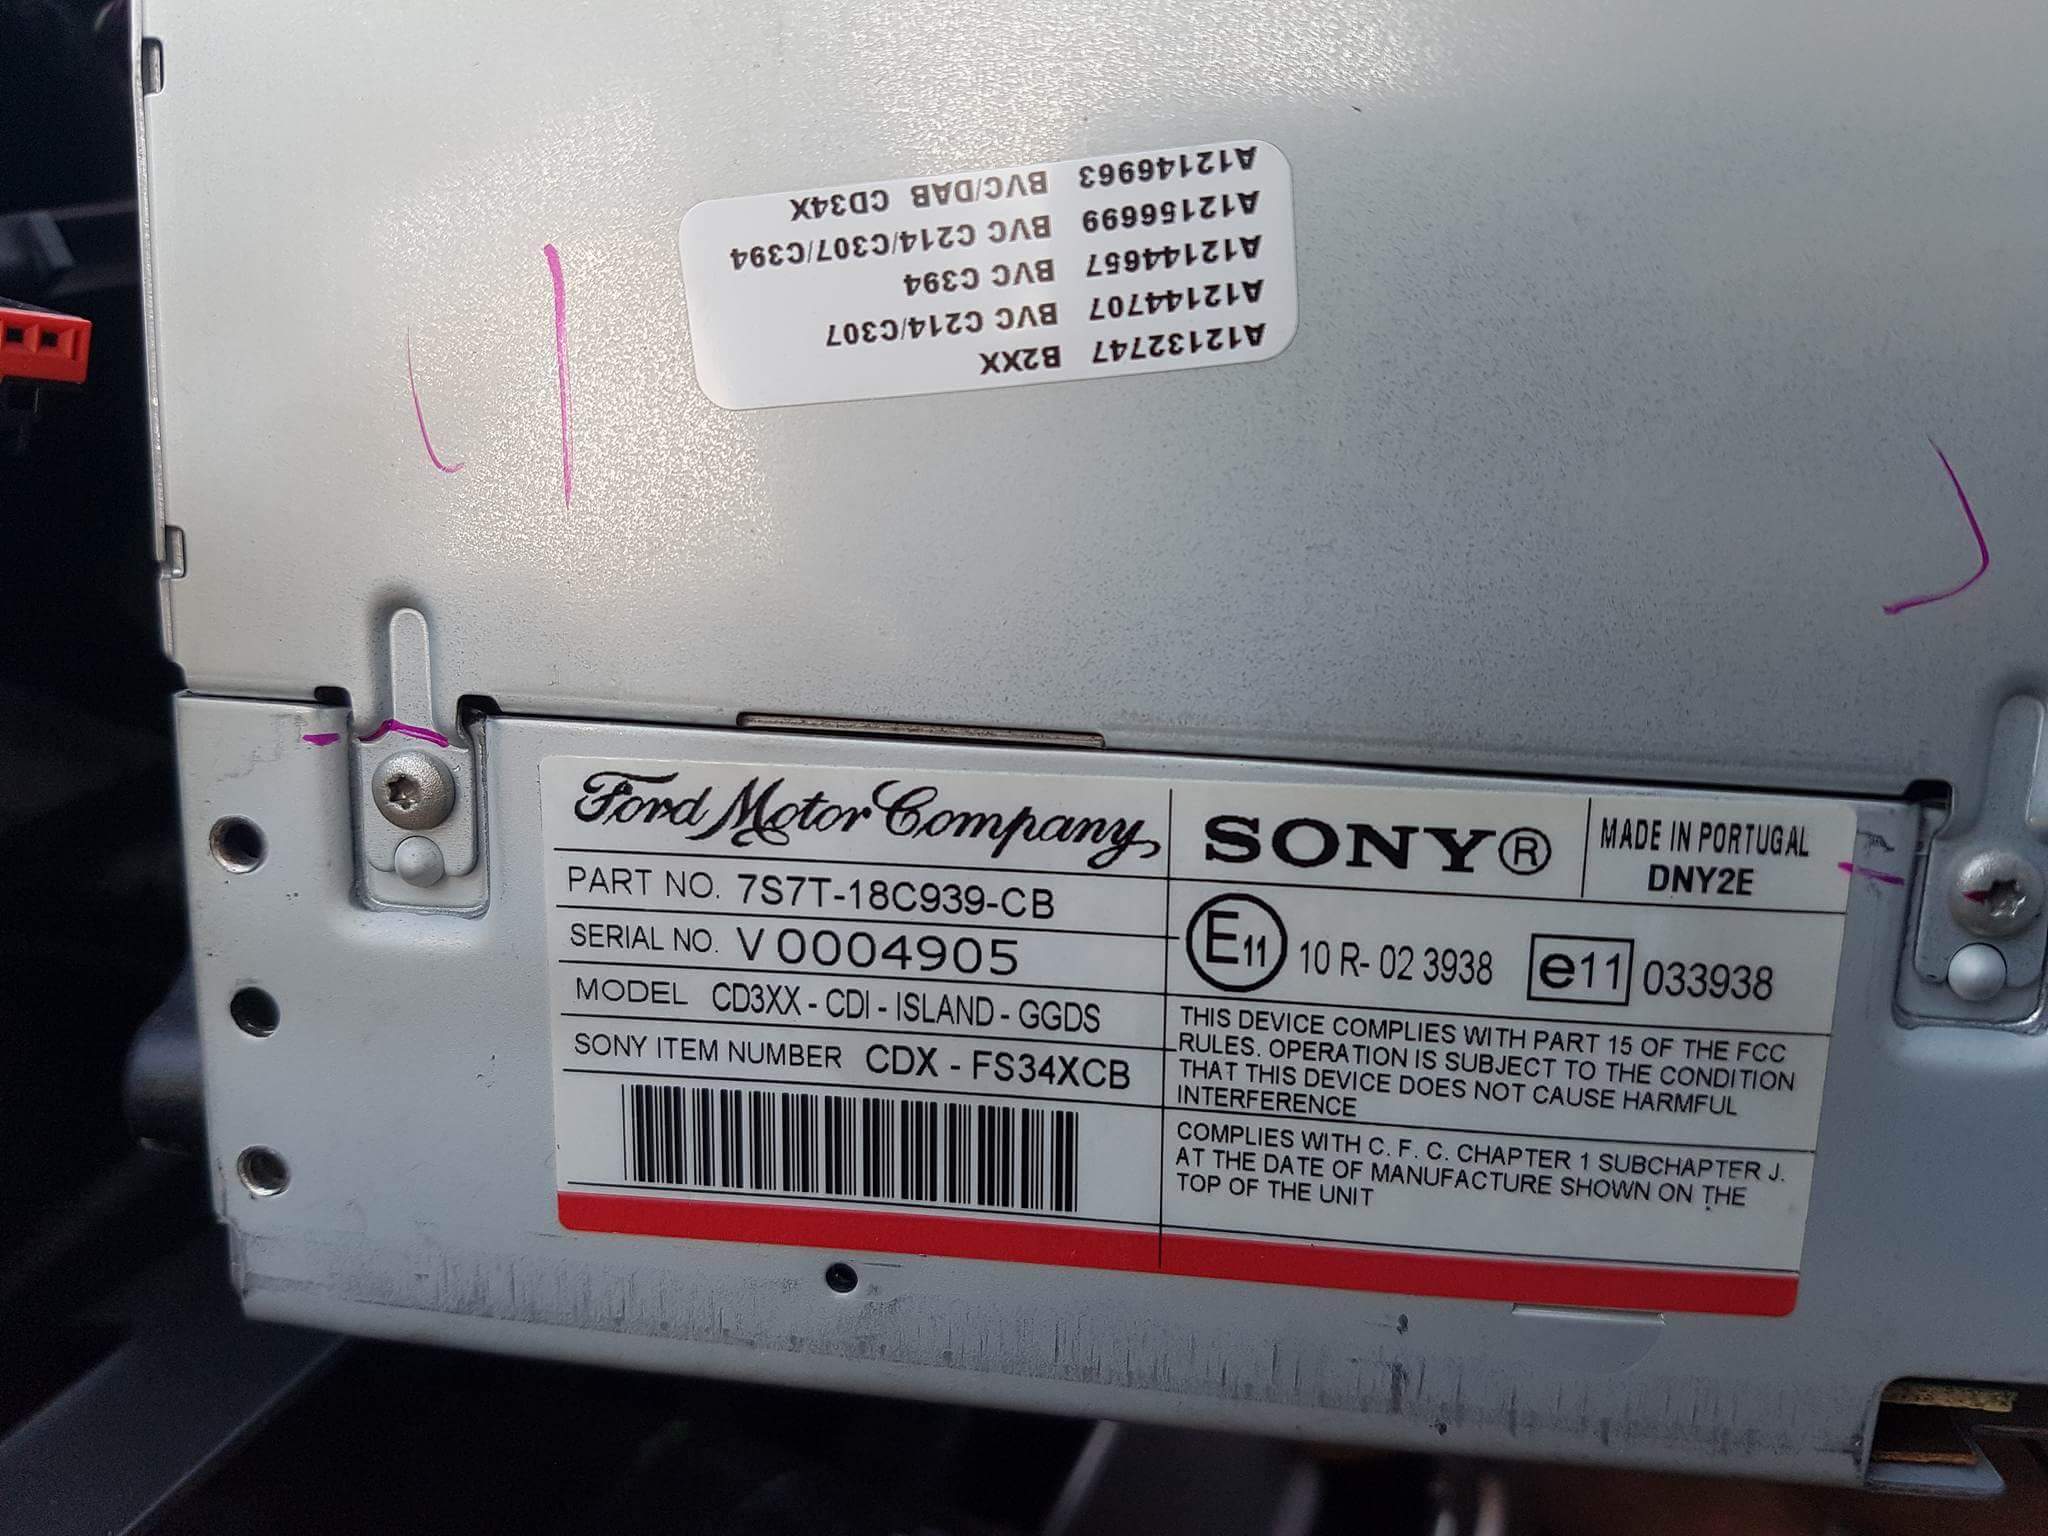 A12132747 B2XX
A12144707 BVC C214/C307
A12144657 BVC C394
A12156699 BVC C214/C307/C394
A12146963 BVC/DAB CD34X
Ford Motor Company
SONY®
MADE IN PORTUGAL
DNY2E
PART NO. 7S7T-18C939-CB
SERIAL NO. V0004905
MODEL CD3XX - CDI - ISLAND - GGDS
SONY ITEM NUMBER CDX - FS34XCB
E11 10 R- 02 3938 e11 033938
THIS DEVICE COMPLIES WITH PART 15 OF THE FCC
RULES. OPERATION IS SUBJECT TO THE CONDITION
THAT THIS DEVICE DOES NOT CAUSE HARMFUL
INTERFERENCE
COMPLIES WITH C. F. C. CHAPTER 1 SUBCHAPTER J.
AT THE DATE OF MANUFACTURE SHOWN ON THE
TOP OF THE UNIT